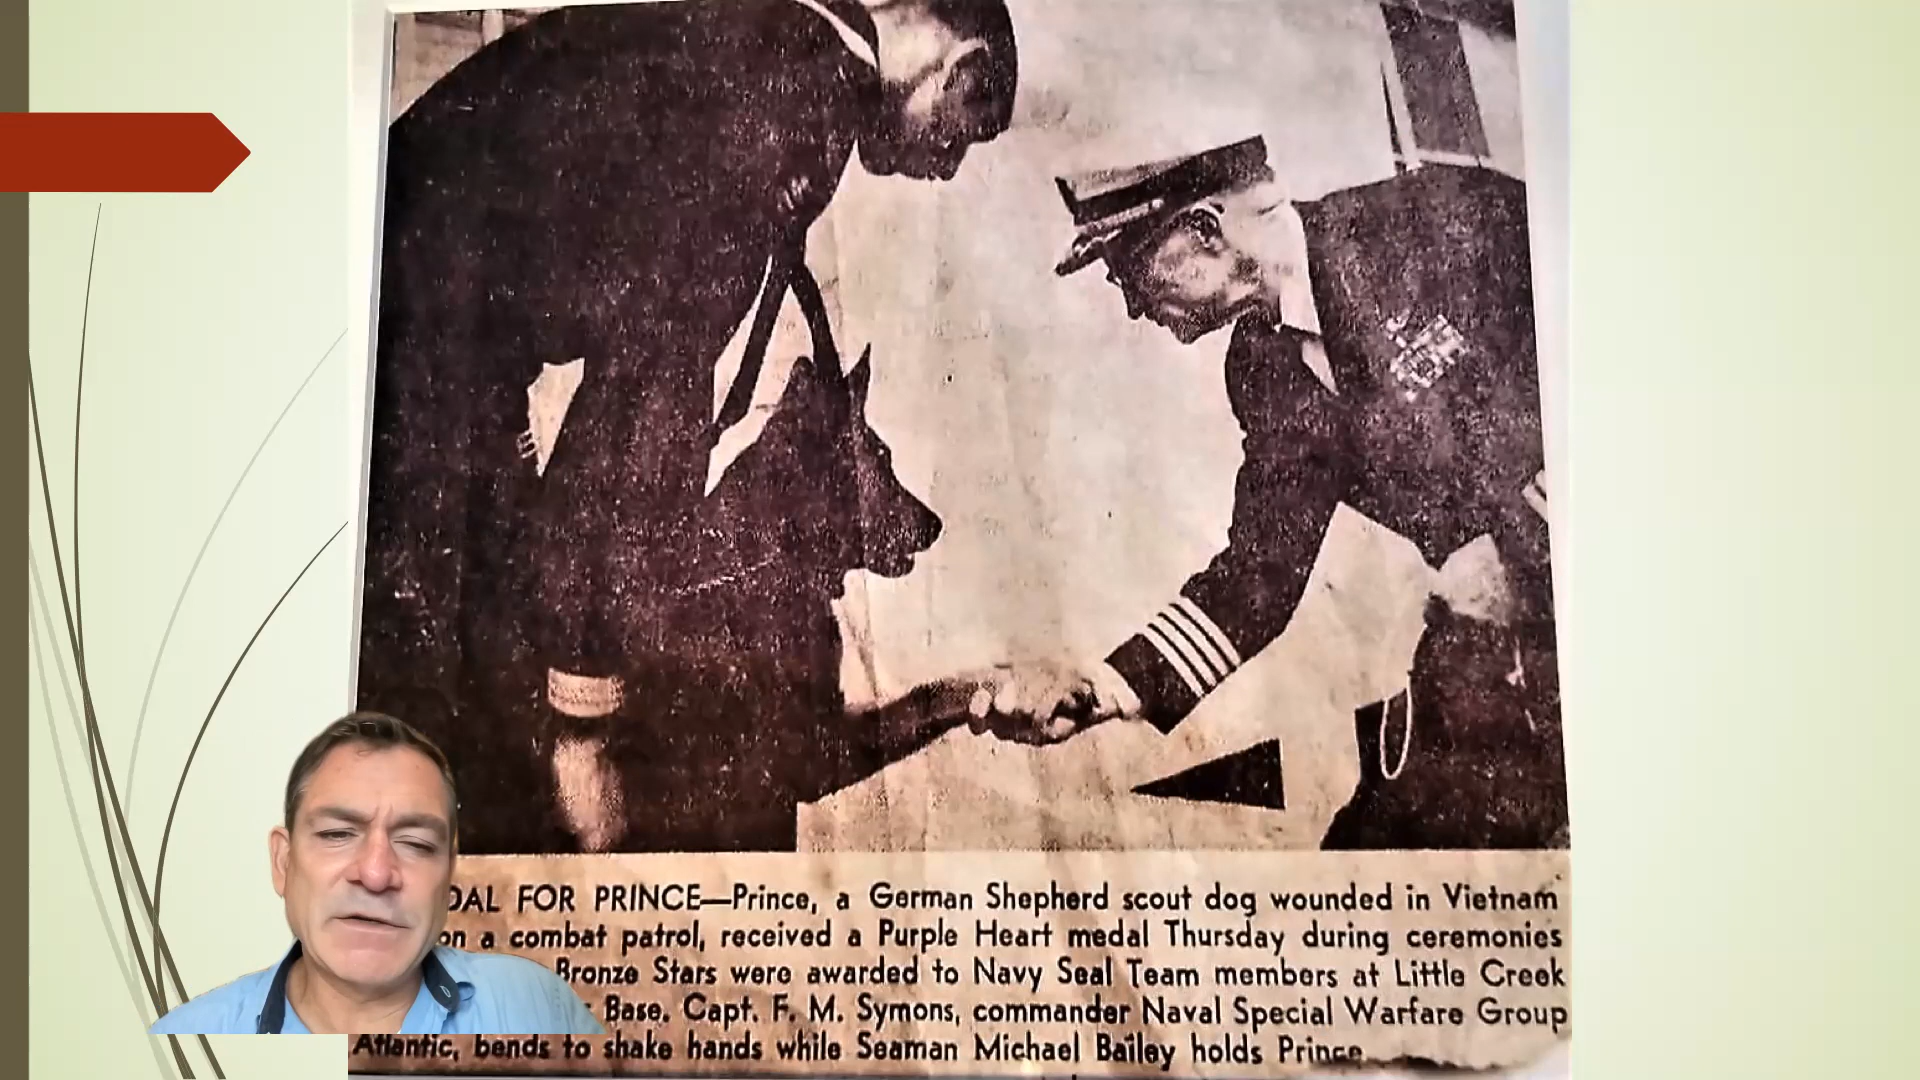 DAL FOR PRINCE—Prince, a German Shepherd scout dog wounded in Vietnam
on a combat patrol, received a Purple Heart medal Thursday during ceremonies
Bronze Stars were awarded to Navy Seal Team members at Little Creek
Base. Capt. F. M. Symons, commander Naval Special Warfare Group
Atlantic, bends to shake hands while Seaman Michael Bailey holds Prince.